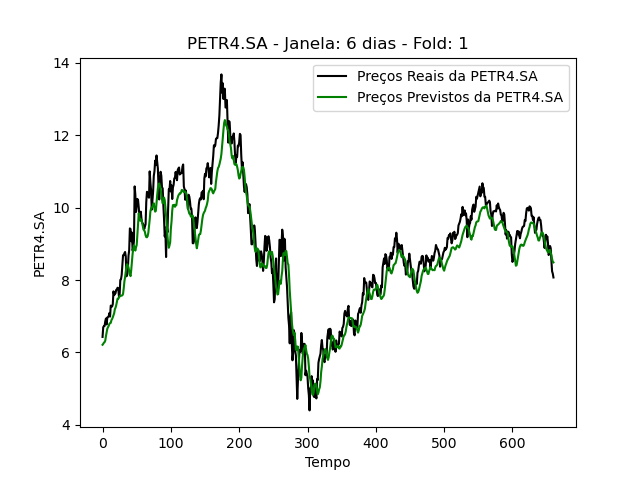 PETR4.SA - Janela: 6 dias - Fold: 1
Preços Reais da PETR4.SA
Preços Previstos da PETR4.SA
14
12
10
8
6
4
PETR4.SA
0 100 200 300 400 500 600
Tempo